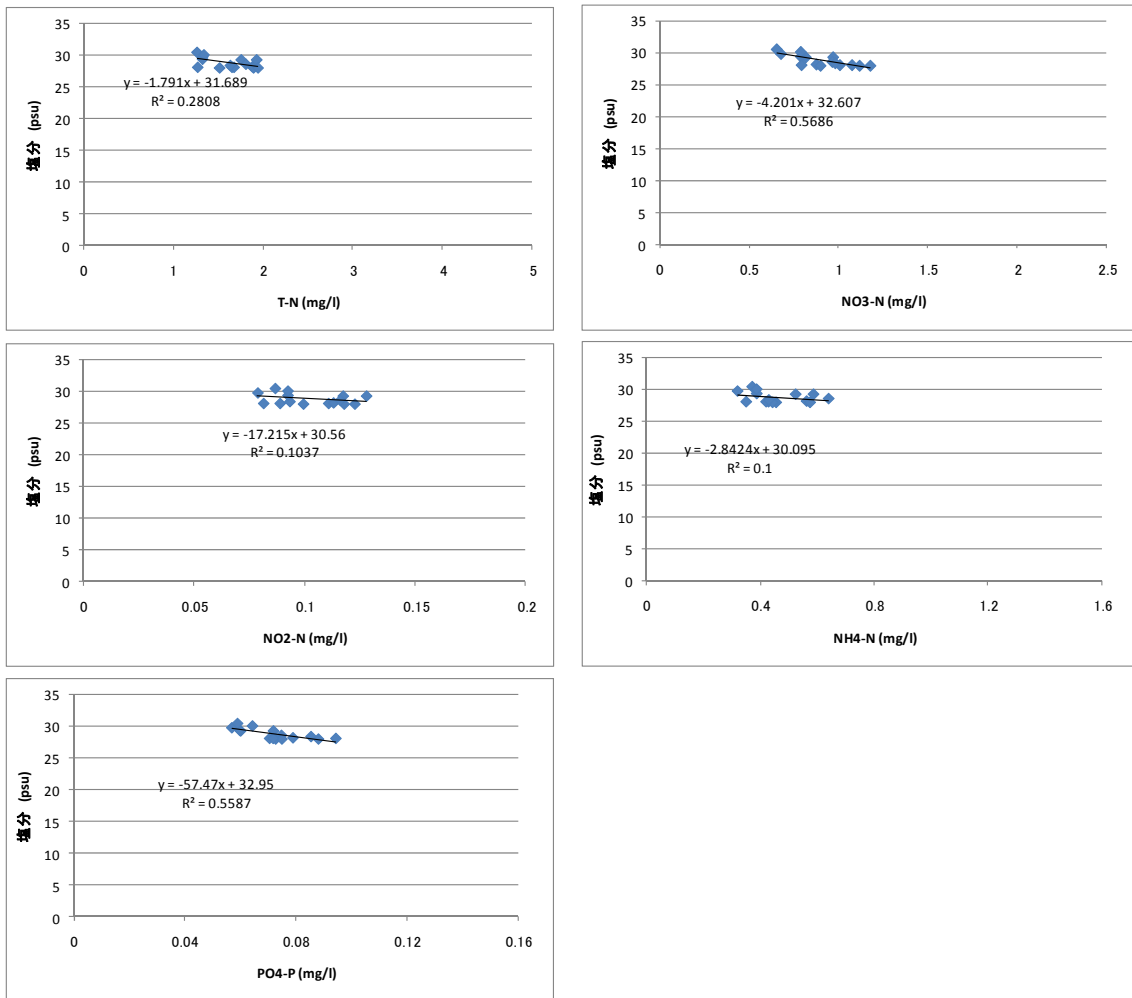 35
30
25
20
15
10
5
0
塩分 (psu)
y = -1.791x + 31.689
R² = 0.2808
0 1 2 3 4 5
T-N (mg/l)
35
30
25
20
15
10
5
0
塩分 (psu)
y = -4.201x + 32.607
R² = 0.5686
0 0.5 1 1.5 2 2.5
NO3-N (mg/l)
35
30
25
20
15
10
5
0
塩分 (psu)
y = -17.215x + 30.56
R² = 0.1037
0 0.05 0.1 0.15 0.2
NO2-N (mg/l)
35
30
25
20
15
10
5
0
塩分 (psu)
y = -2.8424x + 30.095
R² = 0.1
0 0.4 0.8 1.2 1.6
NH4-N (mg/l)
35
30
25
20
15
10
5
0
塩分 (psu)
y = -57.47x + 32.95
R² = 0.5587
0 0.04 0.08 0.12 0.16
PO4-P (mg/l)